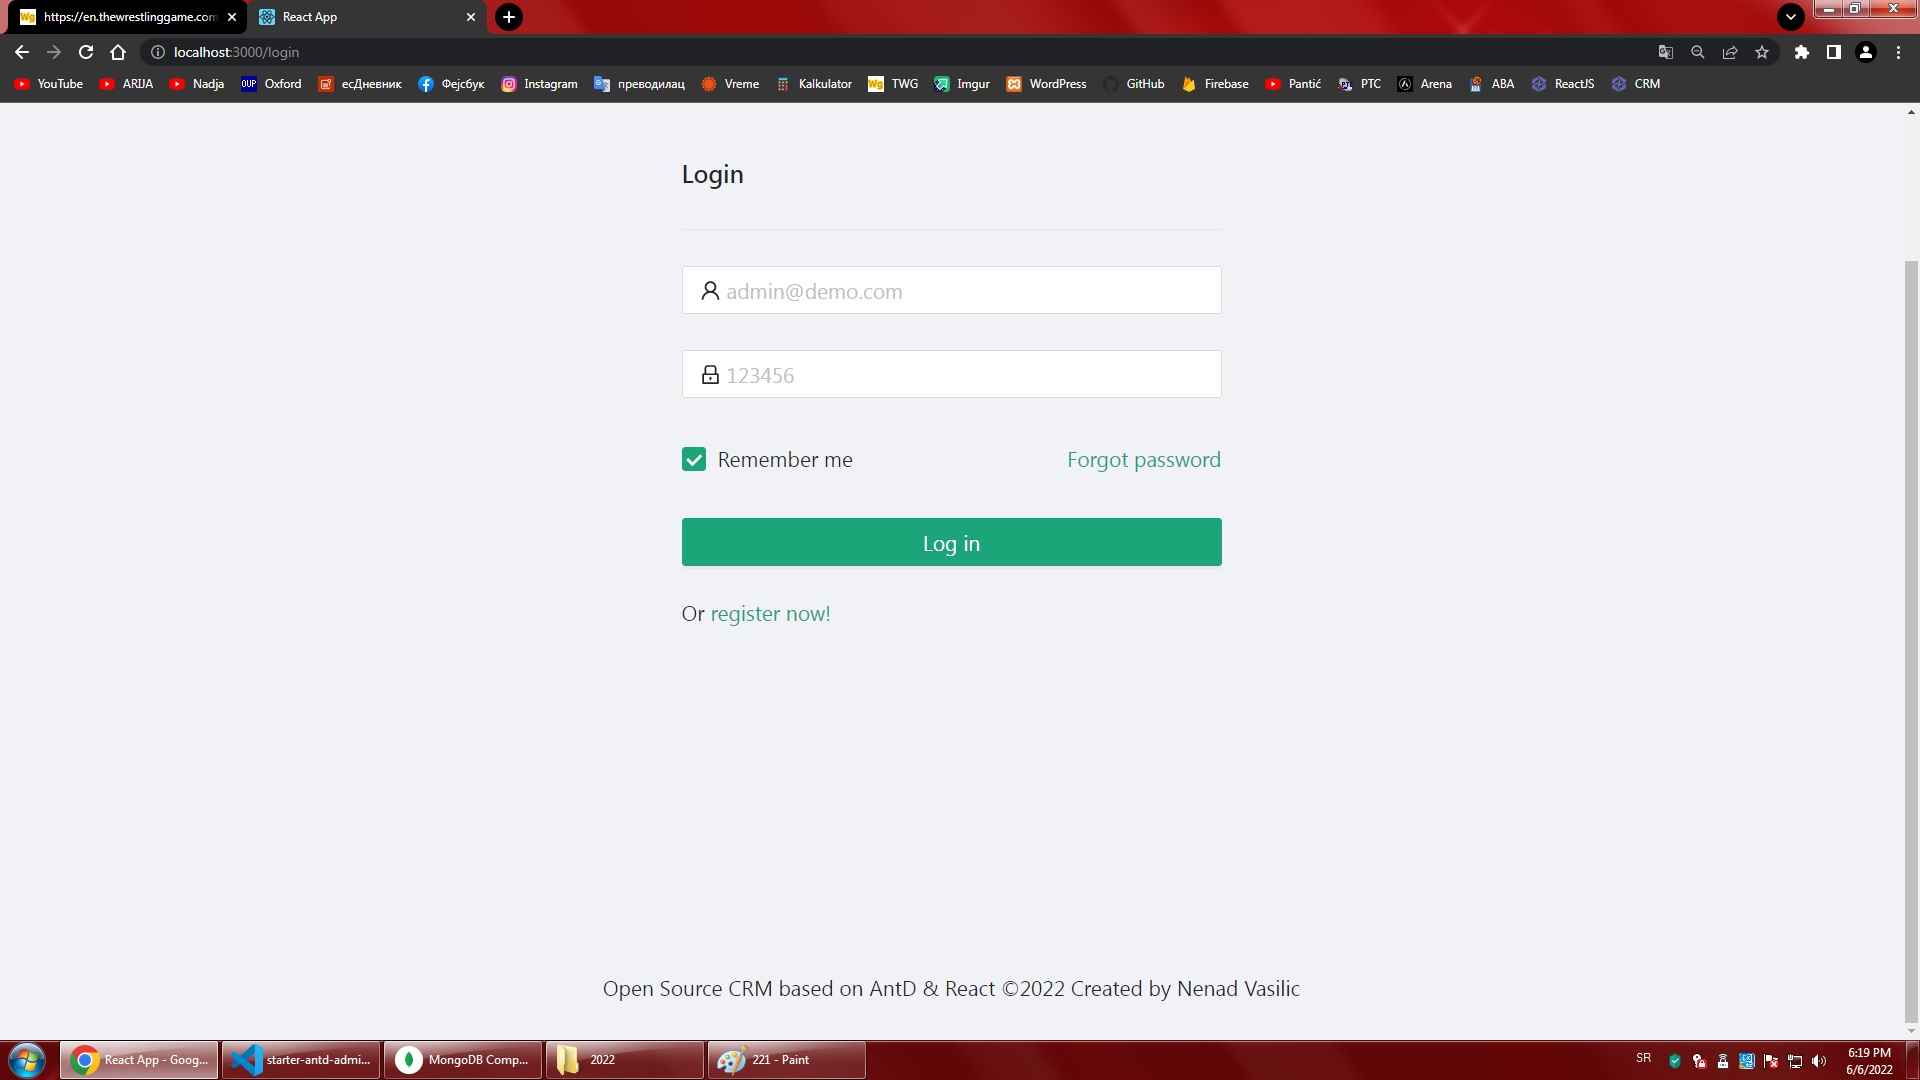 https://en.thewrestlinggame.com
React App
localhost:3000/login
YouTube ARIJA Nadja Oxford есДневник Фејсбук Instagram преводилац Vreme Kalkulator TWG Imgur WordPress GitHub Firebase Pantić PTC Arena ABA ReactJS CRM
Login
admin@demo.com
123456
Remember me Forgot password
Log in
Or register now!
Open Source CRM based on AntD & React ©2022 Created by Nenad Vasilic
React App - Goog... starter-antd-admi... MongoDB Comp... 2022 221 - Paint SR 6:19 PM
6/6/2022